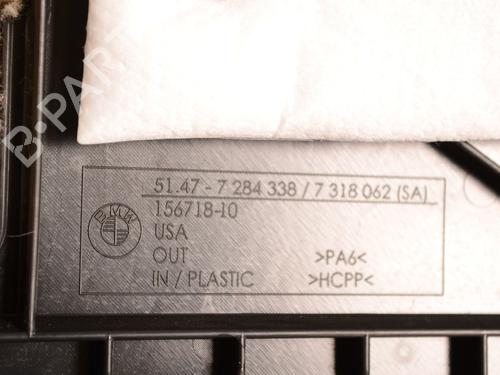 B-PARTS
51.47 - 7 284 338 / 7 318 062 (SA)
156718-10
BMW
USA
OUT >PA6<
IN / PLASTIC >HCPP<